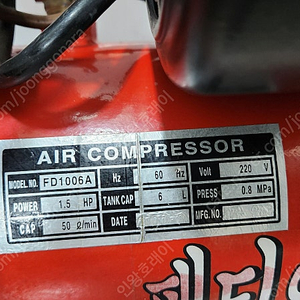 AIR COMPRESSOR
MODEL.NO. FD1006A Hz 60 hz Volt 220 V
POWER 1.5 HP TANK CAP 6 PRESS 0.8 MPa
CAP 50 ℓ/min DATE MFG.NO.